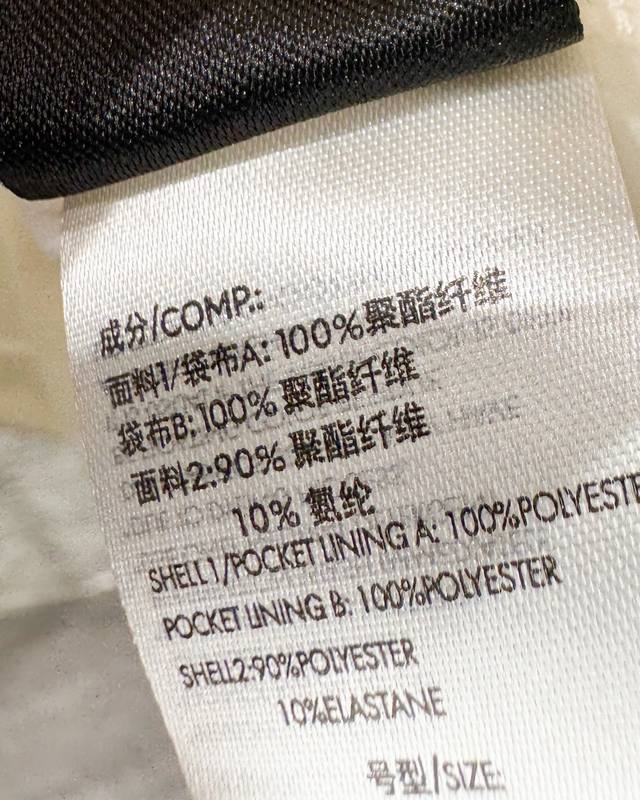 成分/COMP.:
面料1/袋布A:100%聚酯纤维
袋布B:100%聚酯纤维
面料2:90%聚酯纤维
10%氨纶
SHELL1/POCKET LINING A: 100%POLYESTE
POCKET LINING B: 100%POLYESTER
SHELL2:90%POLYESTER
10%ELASTANE
号型/SIZE: